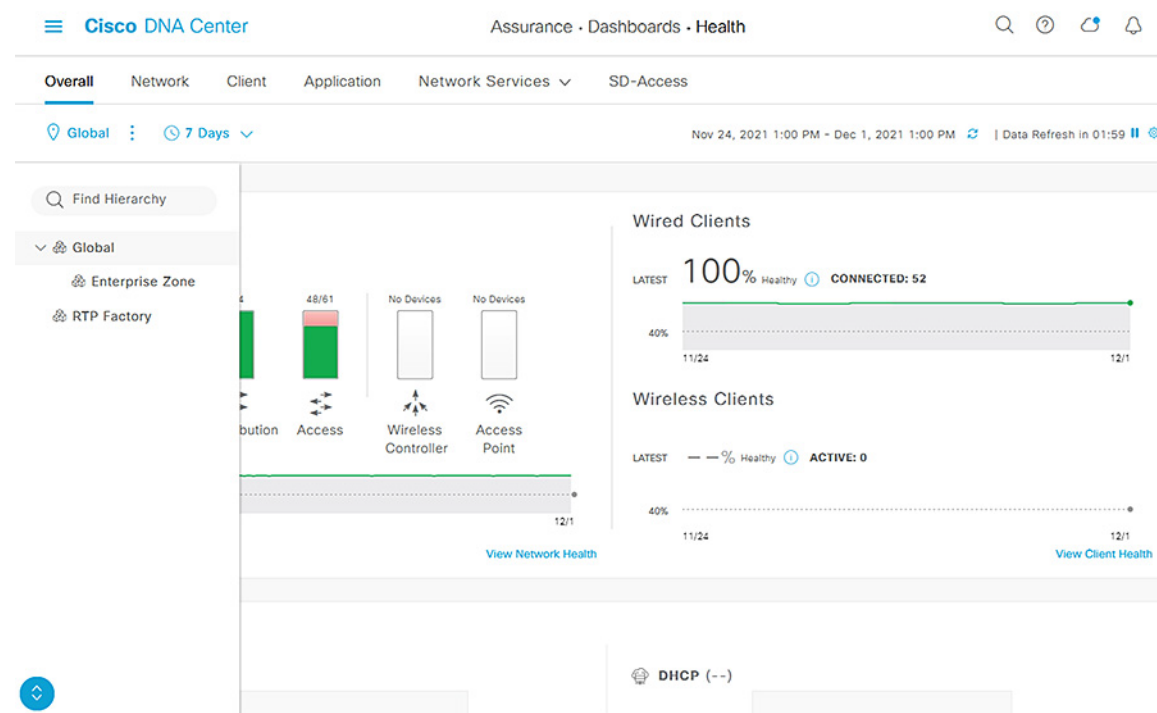 Cisco DNA Center
Assurance · Dashboards · Health
Overall
Network
Client
Application
Network Services
SD-Access
Global
7 Days
Nov 24, 2021 1:00 PM - Dec 1, 2021 1:00 PM
| Data Refresh in 01:59
Find Hierarchy
Global
Enterprise Zone
RTP Factory
4
48/61
No Devices
No Devices
bution
Access
Wireless
Controller
Access
Point
12/1
View Network Health
Wired Clients
LATEST 100% Healthy CONNECTED: 52
40%
11/24
12/1
Wireless Clients
LATEST --% Healthy ACTIVE: 0
40%
11/24
12/1
View Client Health
DHCP (--)